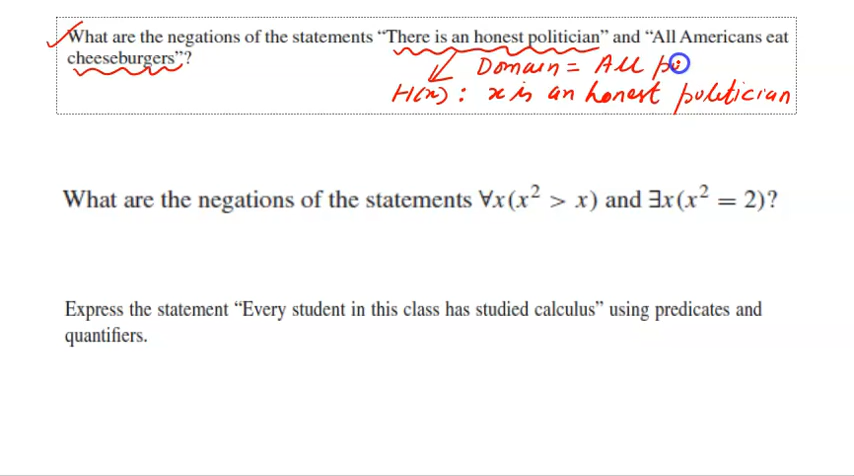 What are the negations of the statements “There is an honest politician” and “All Americans eat
cheeseburgers”?
Domain = All po
H(x) : x is an honest politician
What are the negations of the statements ∀x(x² > x) and ∃x(x² = 2)?
Express the statement “Every student in this class has studied calculus” using predicates and
quantifiers.